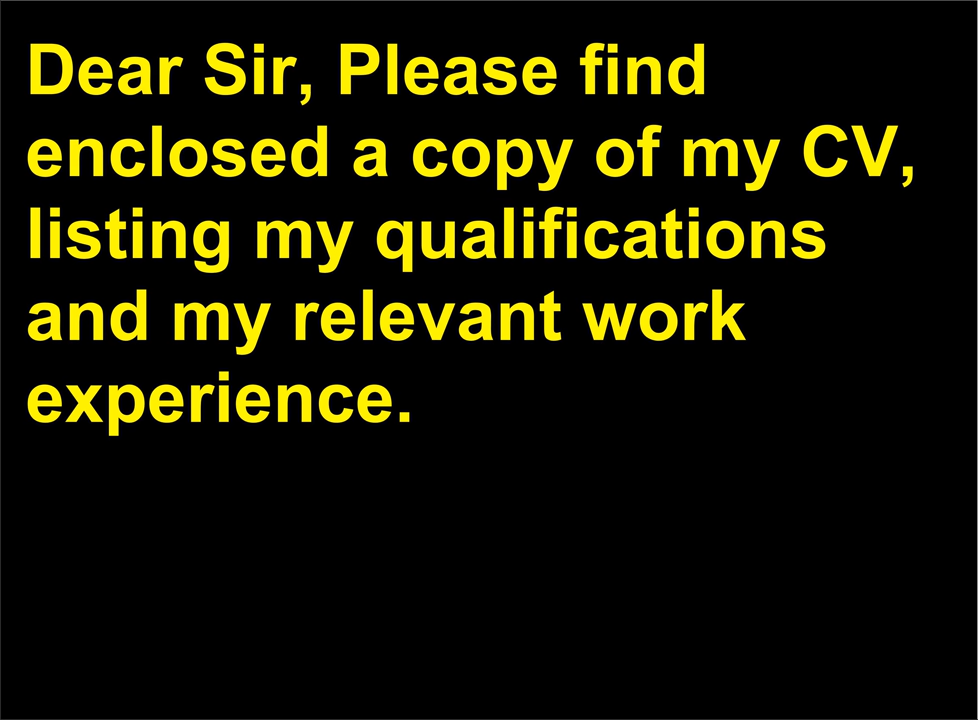 Dear Sir, Please find
enclosed a copy of my CV,
listing my qualifications
and my relevant work
experience.